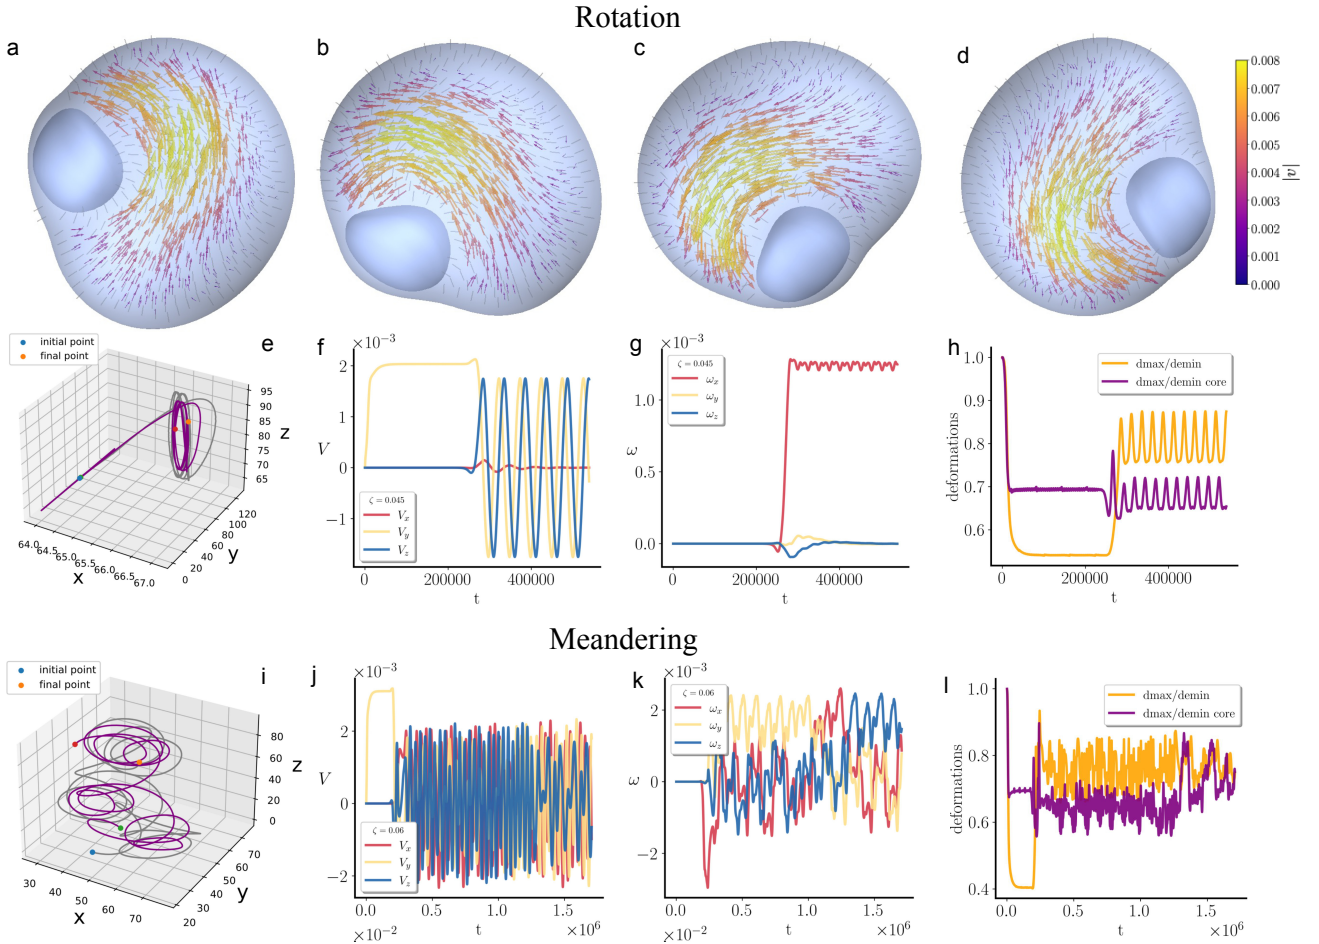 Rotation
a
b
c
d
0.008
0.007
0.006
0.005
0.004
0.003
0.002
0.001
0.000
|v|
initial point
final point
e
95
90
85
80
75
70
65
z
120
100
80
60
40
20
0
y
64.0
64.5
65.0
65.5
66.0
66.5
67.0
x
f
×10⁻³
2
1
0
−1
V
ζ = 0.045
Vₓ
V_y
V_z
0
200000
400000
t
g
×10⁻³
1.0
0.5
0.0
ω
ζ = 0.045
ωₓ
ω_y
ω_z
0
200000
400000
t
h
1.0
0.9
0.8
0.7
0.6
deformations
dmax/demin
dmax/demin core
0
200000
400000
t
Meandering
initial point
final point
i
80
60
40
20
0
z
70
60
50
40
30
20
y
30
40
50
60
70
x
j
×10⁻³
2
0
−2
V
ζ = 0.06
Vₓ
V_y
V_z
0.0
0.5
1.0
1.5
×10⁻²
t
×10⁶
k
×10⁻³
2
0
−2
ω
ζ = 0.06
ωₓ
ω_y
ω_z
0.0
0.5
1.0
1.5
×10⁻²
t
×10⁶
l
1.0
0.8
0.6
0.4
deformations
dmax/demin
dmax/demin core
0.0
0.5
1.0
1.5
t
×10⁶